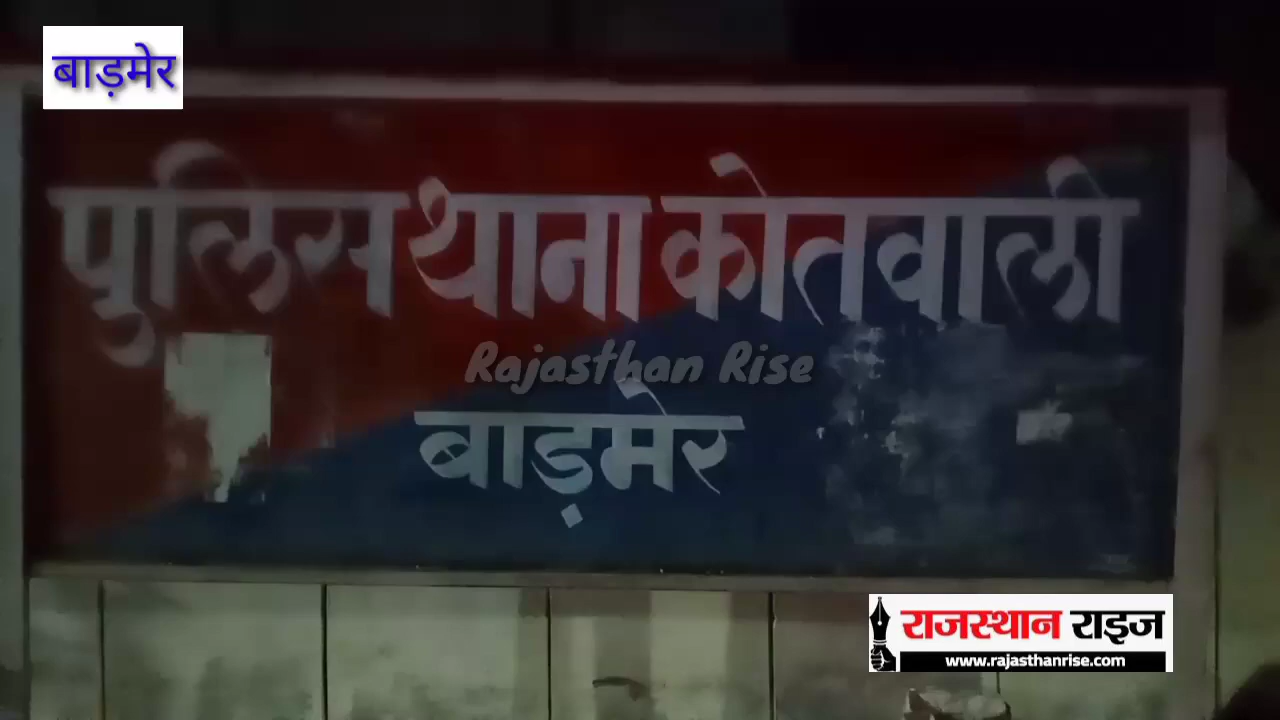 बाड़मेर
पुलिस थाना कोतवाली
Rajasthan Rise
बाड़मेर
राजस्थान राइज
www.rajasthanrise.com